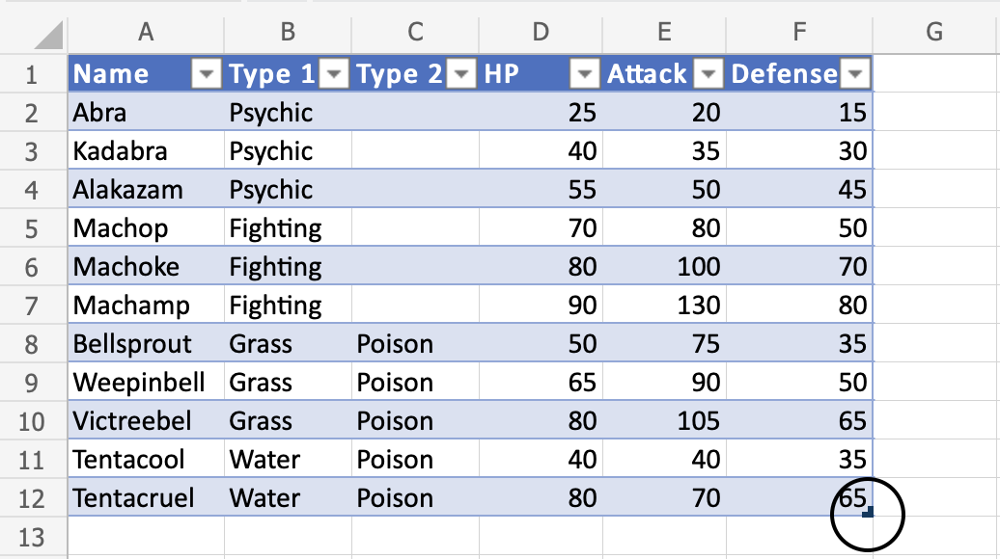 A B C D E F G
1 Name Type 1 Type 2 HP Attack Defense
2 Abra Psychic 25 20 15
3 Kadabra Psychic 40 35 30
4 Alakazam Psychic 55 50 45
5 Machop Fighting 70 80 50
6 Machoke Fighting 80 100 70
7 Machamp Fighting 90 130 80
8 Bellsprout Grass Poison 50 75 35
9 Weepinbell Grass Poison 65 90 50
10 Victreebel Grass Poison 80 105 65
11 Tentacool Water Poison 40 40 35
12 Tentacruel Water Poison 80 70 65
13